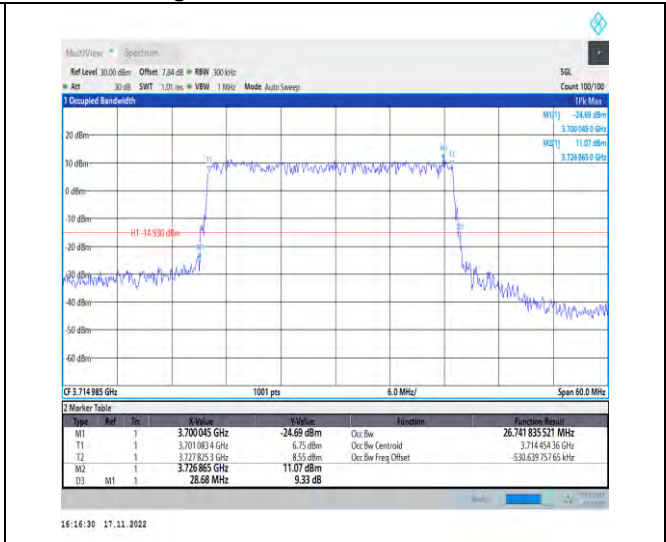 MultiView Spectrum
Ref Level 30.00 dBm Offset 7.84 dB RBW 300 kHz SGL
Att 30 dB SWT 1.01 ms VBW 1 MHz Mode Auto Sweep Count 100/100
1 Occupied Bandwidth 1Pk Max
M1[1] -24.69 dBm
3.700 045 0 GHz
M2[1] 11.07 dBm
3.726 865 0 GHz
20 dBm
10 dBm
0 dBm
-10 dBm
H1 -14.930 dBm
-20 dBm
-30 dBm
-40 dBm
-50 dBm
-60 dBm
CF 3.714 985 GHz 1001 pts 6.0 MHz/ Span 60.0 MHz
2 Marker Table
Type Ref Trc X-Value Y-Value Function Function Result
M1 1 3.700045 GHz -24.69 dBm Occ Bw 26.741 835 521 MHz
T1 1 3.701 083 4 GHz 6.75 dBm Occ Bw Centroid 3.714 454 36 GHz
T2 1 3.727 825 3 GHz 8.55 dBm Occ Bw Freq Offset -530.639 757 65 kHz
M2 1 3.726 865 GHz 11.07 dBm
D3 M1 1 28.68 MHz 9.33 dB
16:16:30 17.11.2022